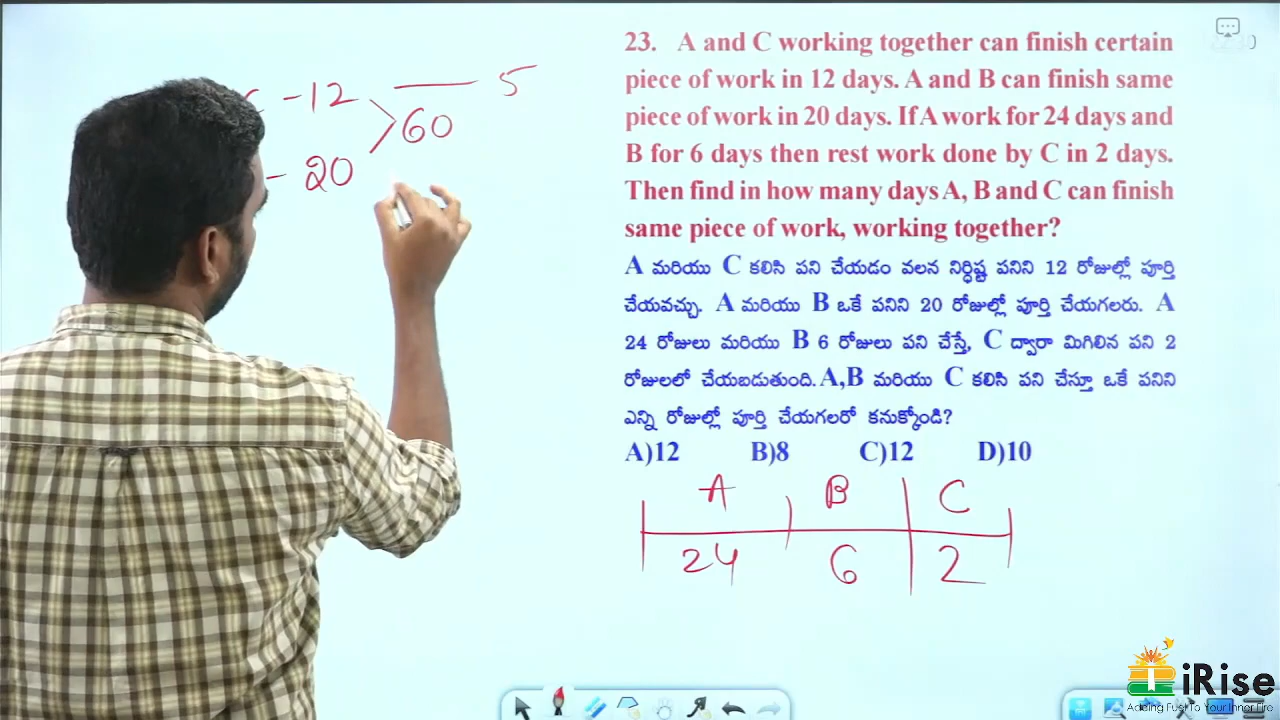 23. A and C working together can finish certain
piece of work in 12 days. A and B can finish same
piece of work in 20 days. If A work for 24 days and
B for 6 days then rest work done by C in 2 days.
Then find in how many days A, B and C can finish
same piece of work, working together?
A మరియు C కలిసి పని చేయడం వలన నిర్దిష్ట పనిని 12 రోజుల్లో పూర్తి
చేయవచ్చు. A మరియు B ఒకే పనిని 20 రోజుల్లో పూర్తి చేయగలరు. A
24 రోజులు మరియు B 6 రోజులు పని చేస్తే, C ద్వారా మిగిలిన పని 2
రోజులలో చేయబడుతుంది. A,B మరియు C కలిసి పని చేస్తూ ఒకే పనిని
ఎన్ని రోజుల్లో పూర్తి చేయగలరో కనుక్కోండి?
A)12 B)8 C)12 D)10
-12 5
60
- 20
A B C
24 6 2
iRise
Adding Fuel To Your Inner Fire